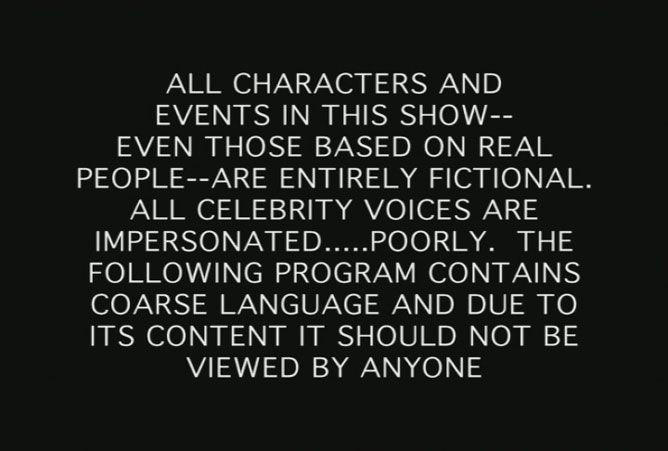 ALL CHARACTERS AND
EVENTS IN THIS SHOW--
EVEN THOSE BASED ON REAL
PEOPLE--ARE ENTIRELY FICTIONAL.
ALL CELEBRITY VOICES ARE
IMPERSONATED.....POORLY.  THE
FOLLOWING PROGRAM CONTAINS
COARSE LANGUAGE AND DUE TO
ITS CONTENT IT SHOULD NOT BE
VIEWED BY ANYONE